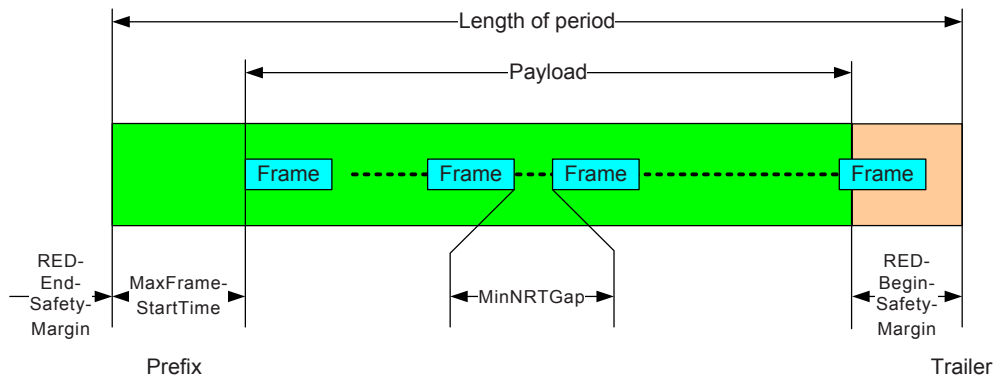 Length of period
Payload
Frame
Frame
Frame
Frame
RED-
End-
Safety-
Margin
MaxFrame-
StartTime
MinNRTGap
RED-
Begin-
Safety-
Margin
Prefix
Trailer